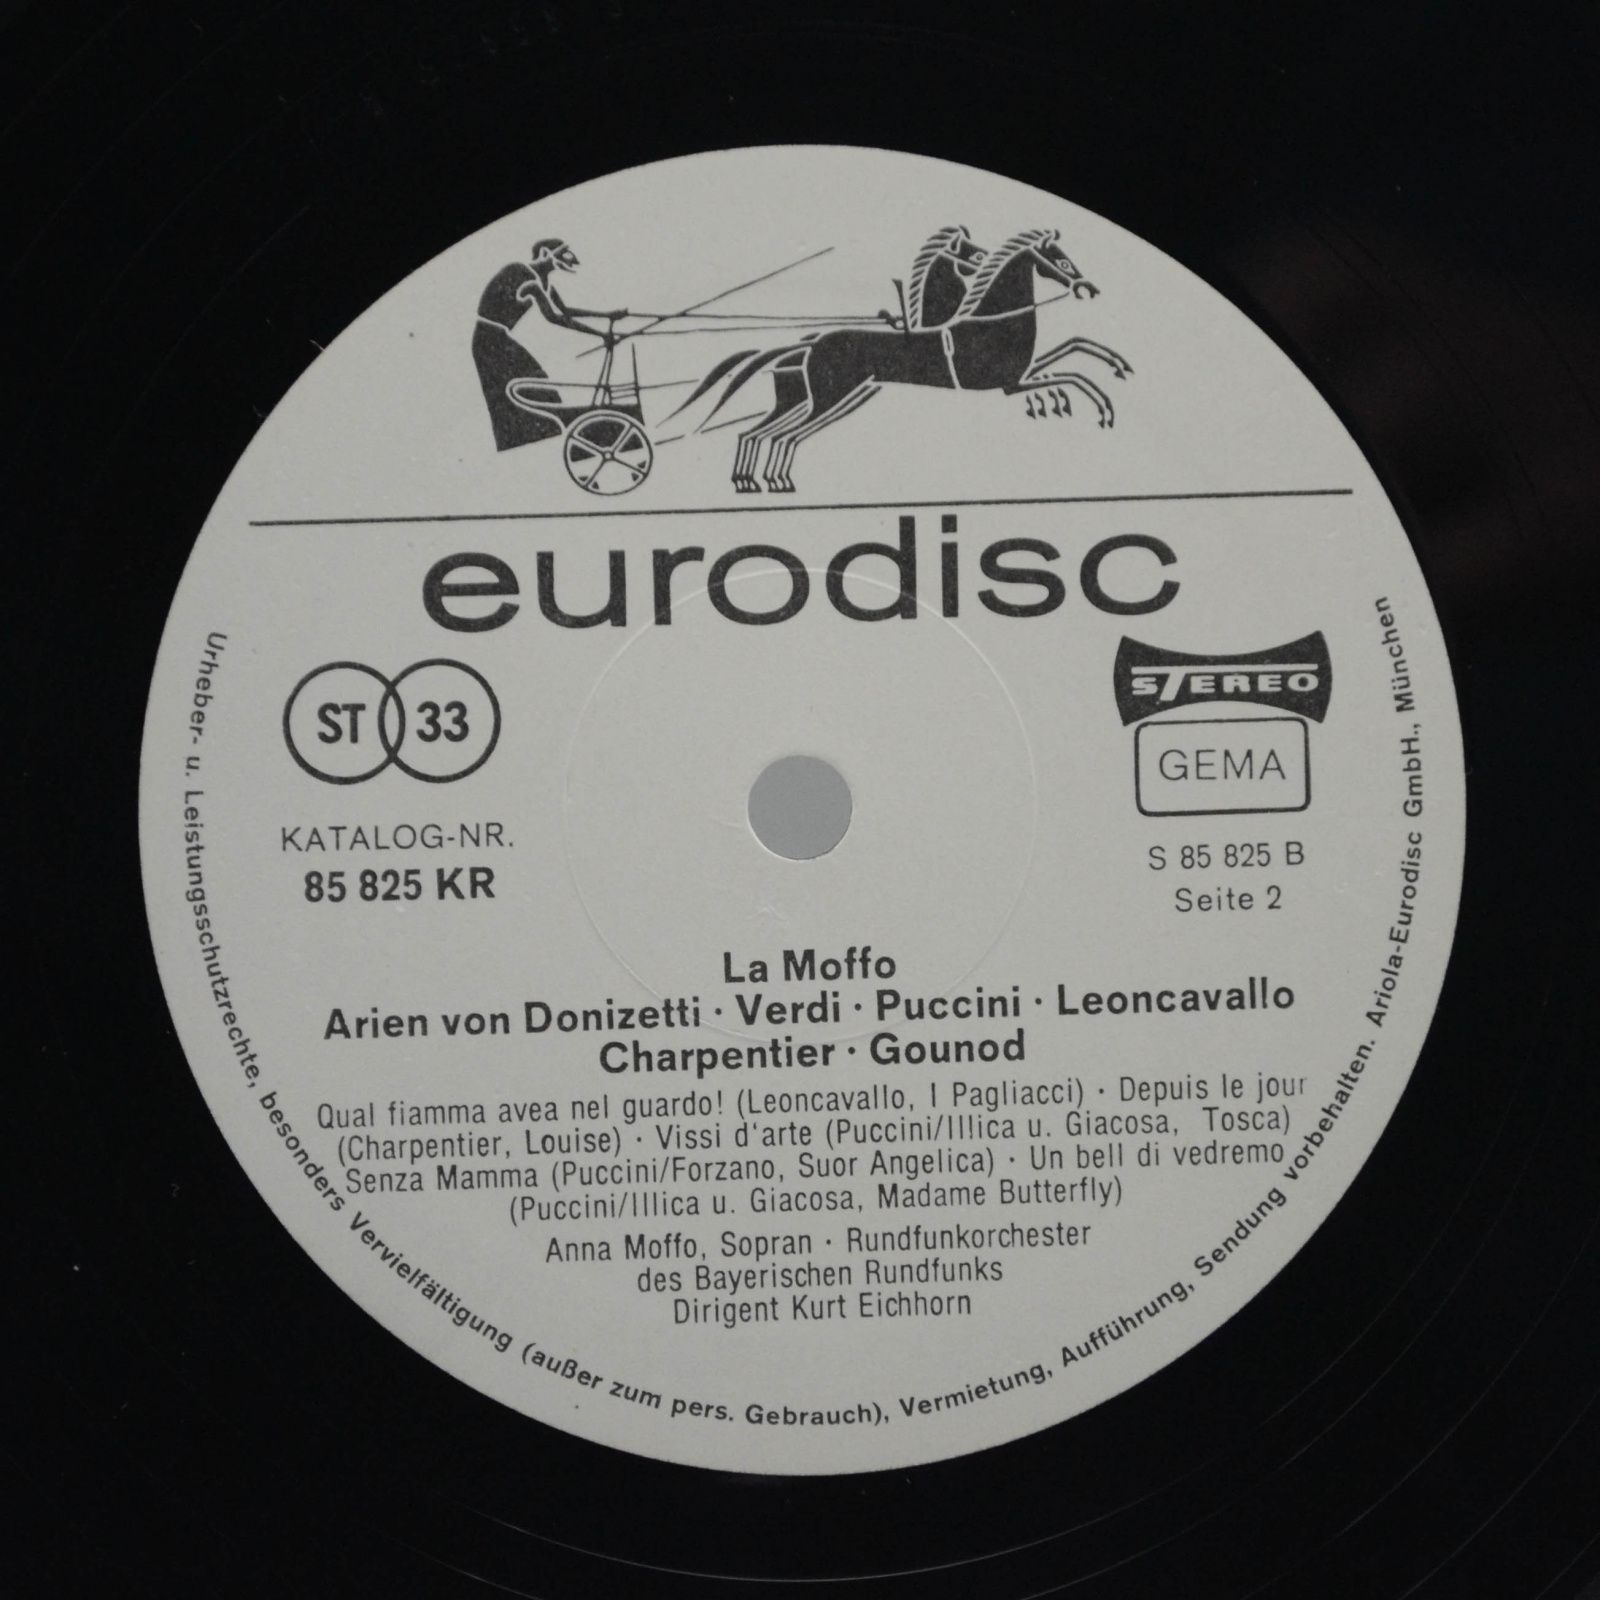 eurodisc
ST 33
STEREO
GEMA
KATALOG-NR.
85 825 KR
S 85 825 B
Seite 2
La Moffo
Arien von Donizetti · Verdi · Puccini · Leoncavallo
Charpentier · Gounod
Qual fiamma avea nel guardo! (Leoncavallo, I Pagliacci) · Depuis le jour
(Charpentier, Louise) · Vissi d'arte (Puccini/Illica u. Giacosa, Tosca)
Senza Mamma (Puccini/Forzano, Suor Angelica) · Un bell di vedremo
(Puccini/Illica u. Giacosa, Madame Butterfly)
Anna Moffo, Sopran · Rundfunkorchester
des Bayerischen Rundfunks
Dirigent Kurt Eichhorn
Urheber- u. Leistungsschutzrechte, besonders Vervielfältigung (außer zum pers. Gebrauch), Vermietung, Aufführung, Sendung vorbehalten. Ariola-Eurodisc GmbH., München